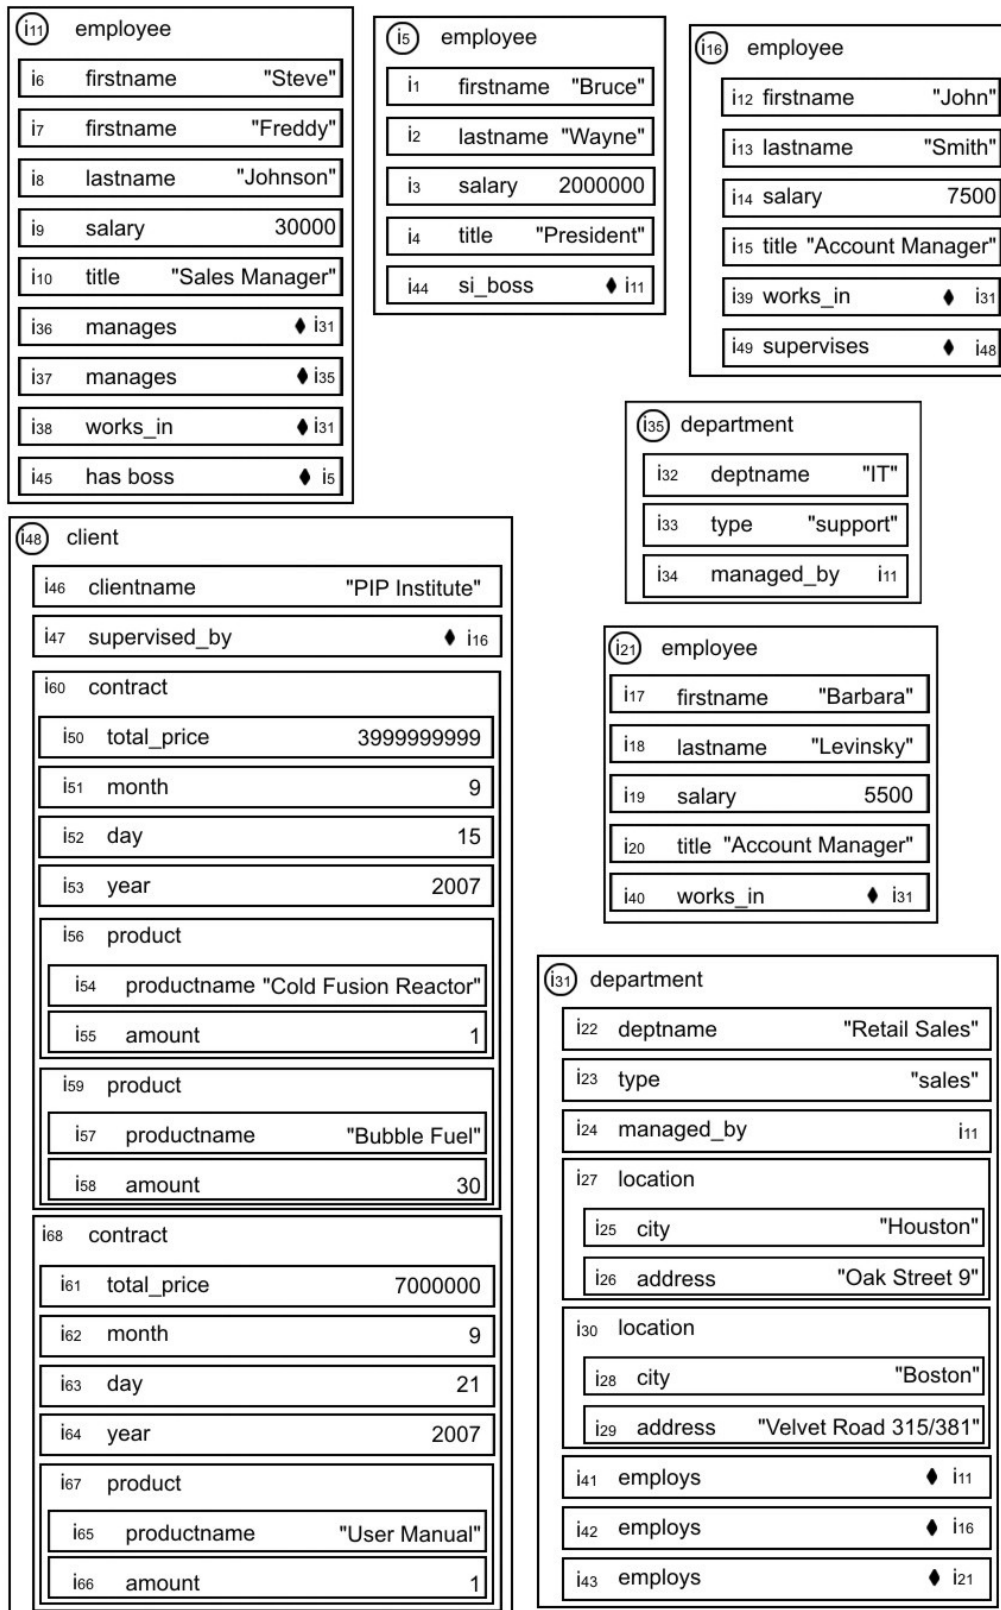 i11 employee
i6 firstname "Steve"
i7 firstname "Freddy"
i8 lastname "Johnson"
i9 salary 30000
i10 title "Sales Manager"
i36 manages ♦ i31
i37 manages ♦ i35
i38 works_in ♦ i31
i45 has boss ♦ i5
i5 employee
i1 firstname "Bruce"
i2 lastname "Wayne"
i3 salary 2000000
i4 title "President"
i44 si_boss ♦ i11
i16 employee
i12 firstname "John"
i13 lastname "Smith"
i14 salary 7500
i15 title "Account Manager"
i39 works_in ♦ i31
i49 supervises ♦ i48
i35 department
i32 deptname "IT"
i33 type "support"
i34 managed_by i11
i48 client
i46 clientname "PIP Institute"
i47 supervised_by ♦ i16
i60 contract
i50 total_price 3999999999
i51 month 9
i52 day 15
i53 year 2007
i56 product
i54 productname "Cold Fusion Reactor"
i55 amount 1
i59 product
i57 productname "Bubble Fuel"
i58 amount 30
i68 contract
i61 total_price 7000000
i62 month 9
i63 day 21
i64 year 2007
i67 product
i65 productname "User Manual"
i66 amount 1
i21 employee
i17 firstname "Barbara"
i18 lastname "Levinsky"
i19 salary 5500
i20 title "Account Manager"
i40 works_in ♦ i31
i31 department
i22 deptname "Retail Sales"
i23 type "sales"
i24 managed_by i11
i27 location
i25 city "Houston"
i26 address "Oak Street 9"
i30 location
i28 city "Boston"
i29 address "Velvet Road 315/381"
i41 employs ♦ i11
i42 employs ♦ i16
i43 employs ♦ i21